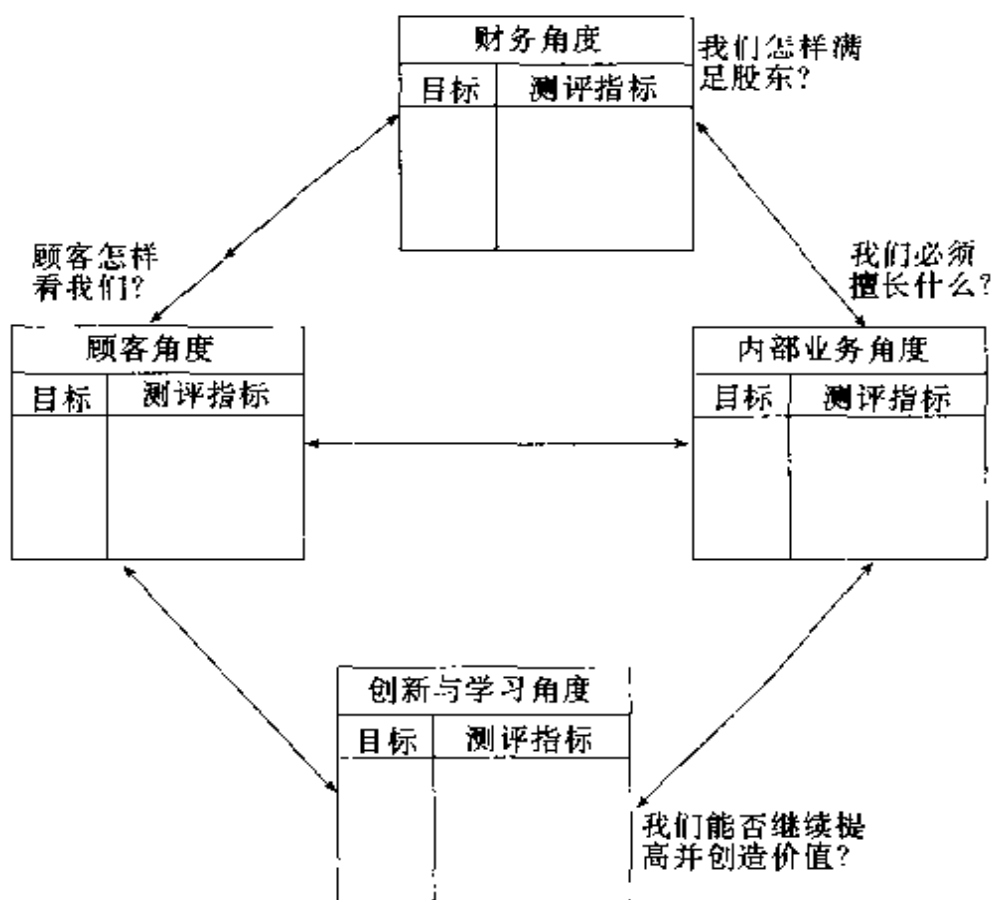 财务角度
目标 测评指标
我们怎样满
足股东?
顾客怎样
看我们?
我们必须
擅长什么?
顾客角度
目标 测评指标
内部业务角度
目标 测评指标
创新与学习角度
目标 测评指标
我们能否继续提
高并创造价值?